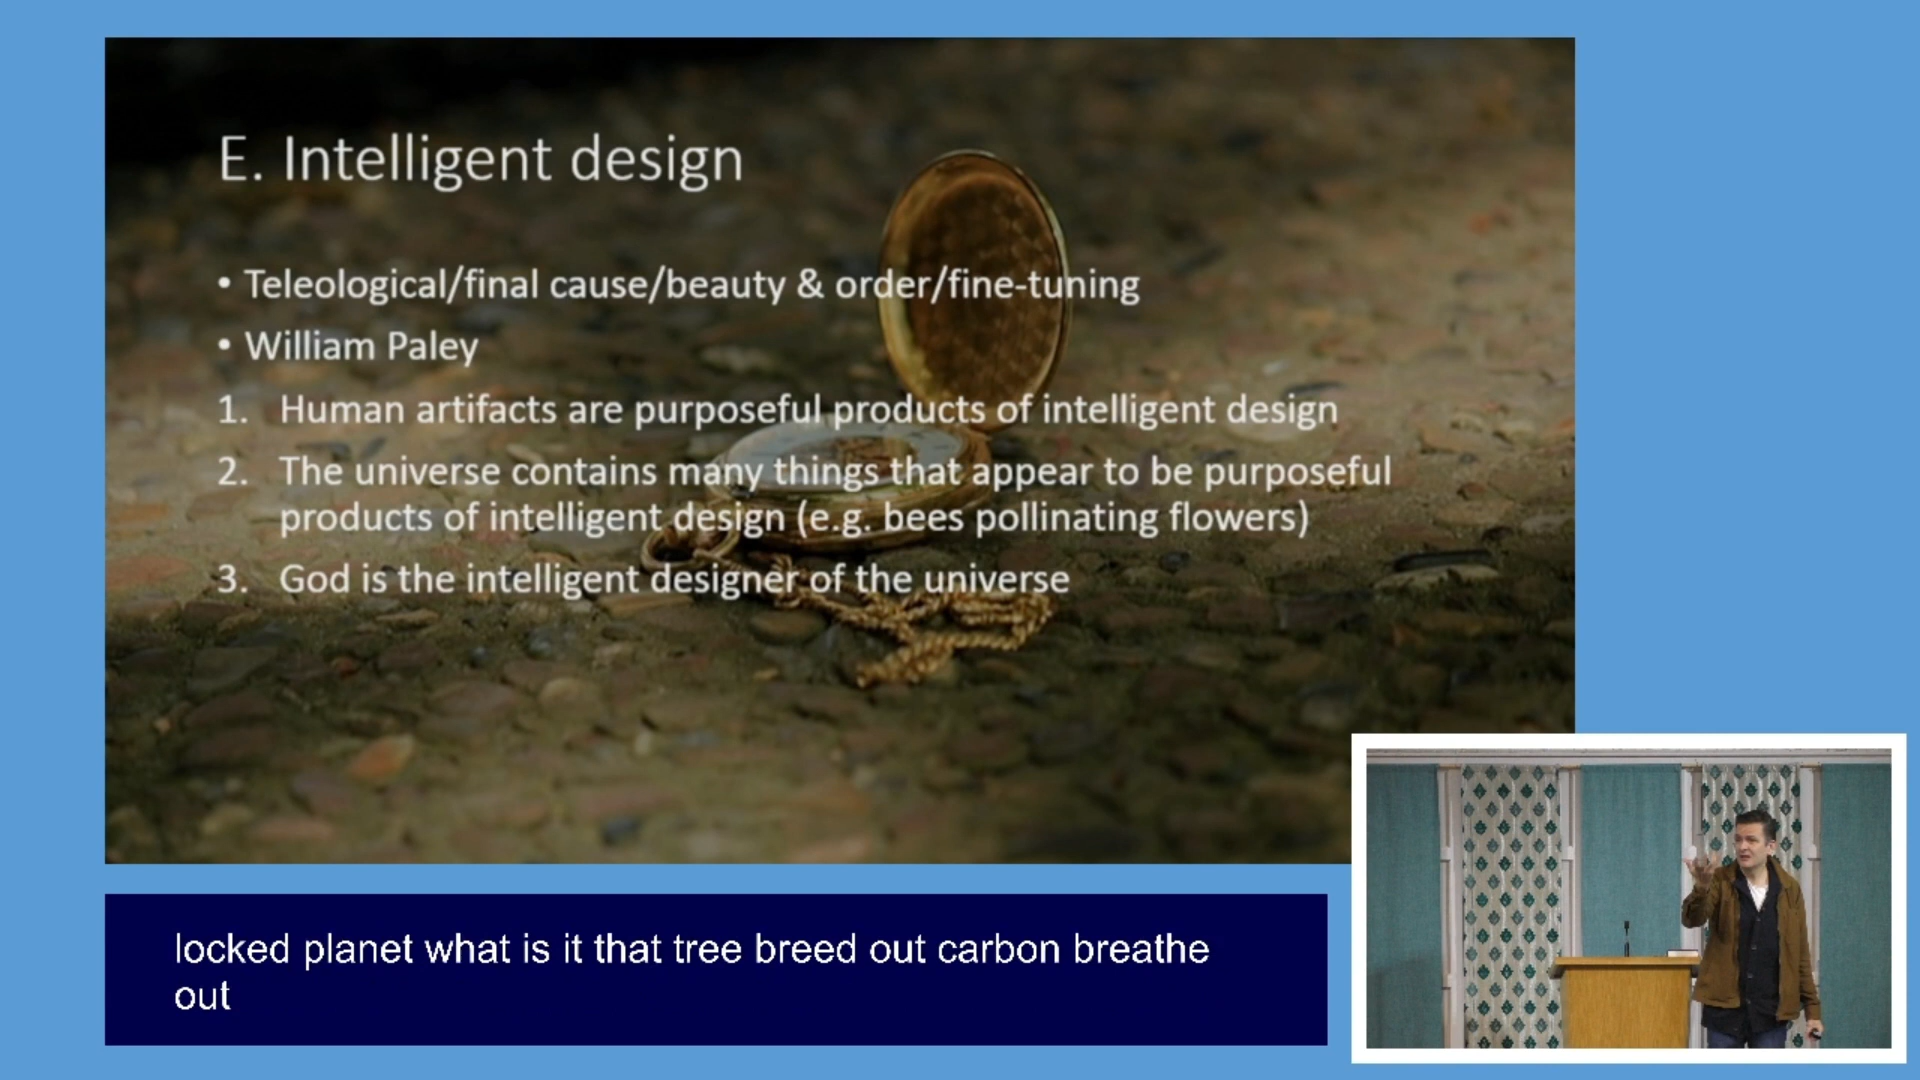 E. Intelligent design
• Teleological/final cause/beauty & order/fine-tuning
• William Paley
1. Human artifacts are purposeful products of intelligent design
2. The universe contains many things that appear to be purposeful
products of intelligent design (e.g. bees pollinating flowers)
3. God is the intelligent designer of the universe
locked planet what is it that tree breed out carbon breathe
out